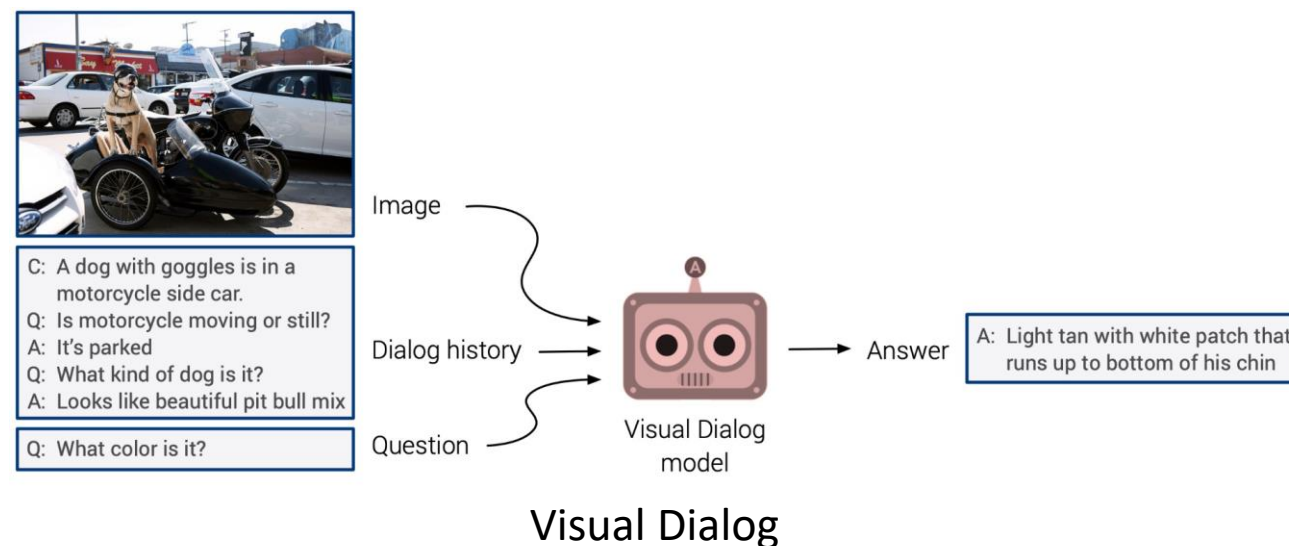 C: A dog with goggles is in a
motorcycle side car.
Q: Is motorcycle moving or still?
A: It's parked
Q: What kind of dog is it?
A: Looks like beautiful pit bull mix
Q: What color is it?
Image
Dialog history
Question
A
Visual Dialog
model
Answer
A: Light tan with white patch that
runs up to bottom of his chin
Visual Dialog